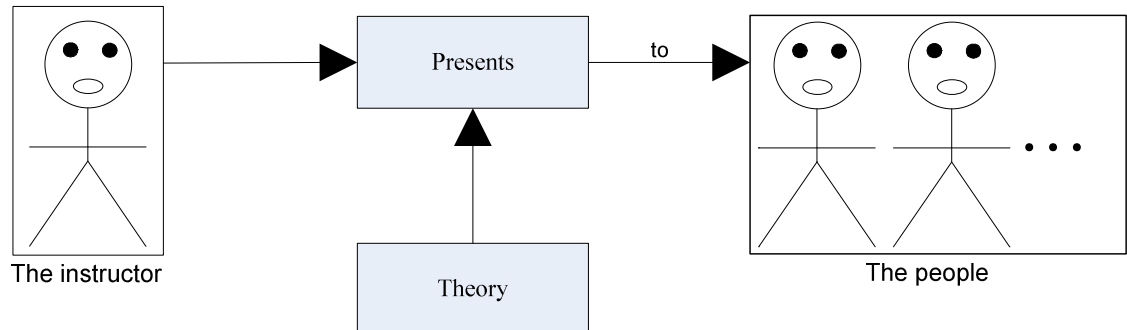 Presents
to
The instructor
The people
Theory